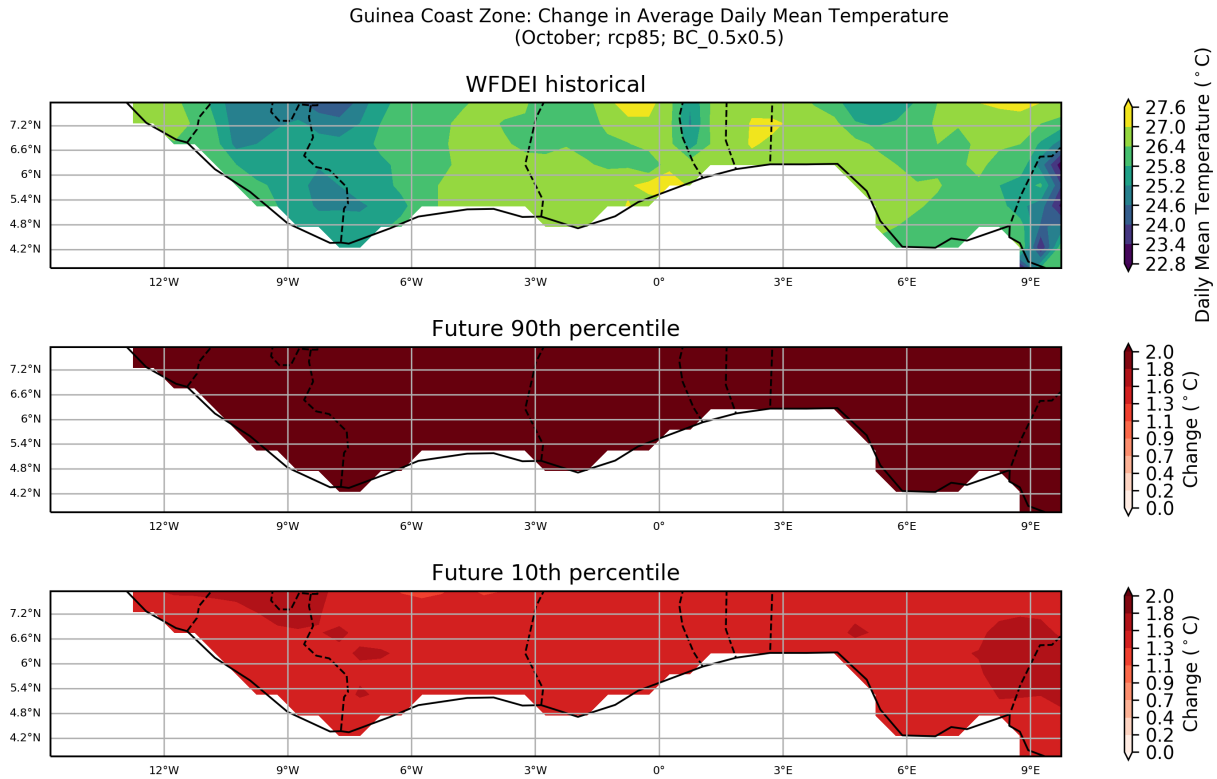 Guinea Coast Zone: Change in Average Daily Mean Temperature
(October; rcp85; BC_0.5x0.5)
WFDEI historical
7.2°N
6.6°N
6°N
5.4°N
4.8°N
4.2°N
12°W 9°W 6°W 3°W 0° 3°E 6°E 9°E
27.6
27.0
26.4
25.8
25.2
24.6
24.0
23.4
22.8
Daily Mean Temperature (°C)
Future 90th percentile
7.2°N
6.6°N
6°N
5.4°N
4.8°N
4.2°N
12°W 9°W 6°W 3°W 0° 3°E 6°E 9°E
2.0
1.8
1.6
1.3
1.1
0.9
0.7
0.4
0.2
0.0
Change (°C)
Future 10th percentile
7.2°N
6.6°N
6°N
5.4°N
4.8°N
4.2°N
12°W 9°W 6°W 3°W 0° 3°E 6°E 9°E
2.0
1.8
1.6
1.3
1.1
0.9
0.7
0.4
0.2
0.0
Change (°C)